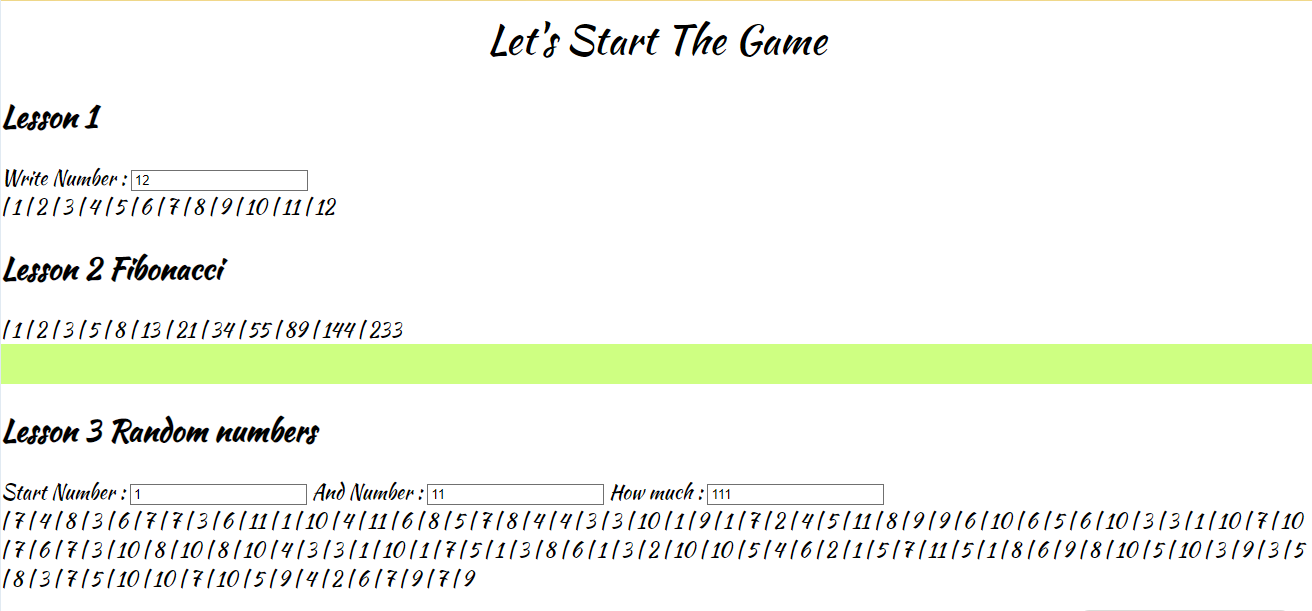 Let's Start The Game
Lesson 1
Write Number : 12
| 1 | 2 | 3 | 4 | 5 | 6 | 7 | 8 | 9 | 10 | 11 | 12
Lesson 2 Fibonacci
| 1 | 2 | 3 | 5 | 8 | 13 | 21 | 34 | 55 | 89 | 144 | 233
Lesson 3 Random numbers
Start Number : 1 And Number : 11 How much : 111
| 7 | 4 | 8 | 3 | 6 | 7 | 7 | 3 | 6 | 11 | 1 | 10 | 4 | 11 | 6 | 8 | 5 | 7 | 8 | 4 | 4 | 3 | 3 | 10 | 1 | 9 | 1 | 7 | 2 | 4 | 5 | 11 | 8 | 9 | 9 | 6 | 10 | 6 | 5 | 6 | 10 | 3 | 3 | 1 | 10 | 7 | 10
| 7 | 6 | 7 | 3 | 10 | 8 | 10 | 8 | 10 | 4 | 3 | 3 | 1 | 10 | 1 | 7 | 5 | 1 | 3 | 8 | 6 | 1 | 3 | 2 | 10 | 10 | 5 | 4 | 6 | 2 | 1 | 5 | 7 | 11 | 5 | 1 | 8 | 6 | 9 | 8 | 10 | 5 | 10 | 3 | 9 | 3 | 5
| 8 | 3 | 7 | 5 | 10 | 10 | 7 | 10 | 5 | 9 | 4 | 2 | 6 | 7 | 9 | 7 | 9